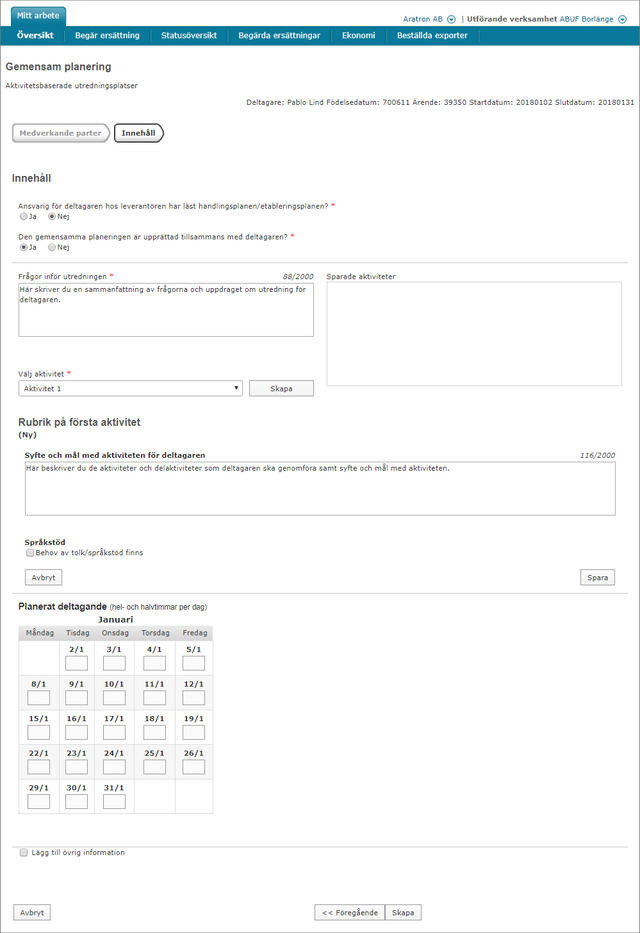 Mitt arbete
Aratron AB | Utförande verksamhet ABUF Borlänge
Översikt Begär ersättning Statusöversikt Begärda ersättningar Ekonomi Beställda exporter
Gemensam planering
Aktivitetsbaserade utredningsplatser
Deltagare: Pablo Lind Födelsedatum: 700611 Ärende: 39350 Startdatum: 20180102 Slutdatum: 20180131
Medverkande parter Innehåll
Innehåll
Ansvarig för deltagaren hos leverantören har läst handlingsplanen/etableringsplanen? *
Ja Nej
Den gemensamma planeringen är upprättad tillsammans med deltagaren? *
Ja Nej
Frågor inför utredningen * 88/2000 Sparade aktiviteter
Här skriver du en sammanfattning av frågorna och uppdraget om utredning för
deltagaren.
Välj aktivitet *
Aktivitet 1 Skapa
Rubrik på första aktivitet
(Ny)
Syfte och mål med aktiviteten för deltagaren 116/2000
Här beskriver du de aktiviteter och delaktiviteter som deltagaren ska genomföra samt syfte och mål med aktiviteten.
Språkstöd
Behov av tolk/språkstöd finns
Avbryt Spara
Planerat deltagande (hel- och halvtimmar per dag)
Januari
Måndag Tisdag Onsdag Torsdag Fredag
2/1 3/1 4/1 5/1
8/1 9/1 10/1 11/1 12/1
15/1 16/1 17/1 18/1 19/1
22/1 23/1 24/1 25/1 26/1
29/1 30/1 31/1
Lägg till övrig information
Avbryt << Föregående Skapa